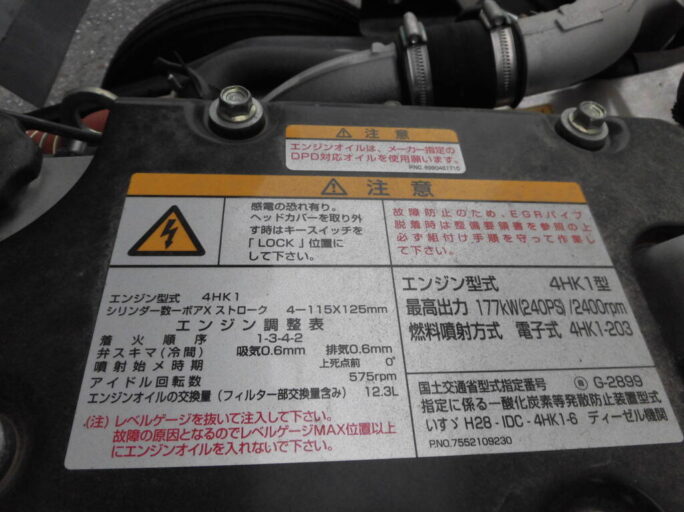 ⚠ 注意
エンジンオイルは、メーカー指定の
DPD対応オイルを使用願います。
⚠ 注意
感電の恐れ有り。
ヘッドカバーを取り外
す時はキースイッチを
「LOCK」位置に
して下さい。
故障防止のため、EGRパイプ
脱着時は整備要領書を参照の上
必ず組付け手順を守って作業し
て下さい。
エンジン型式 4HK1
シリンダー数ーボアXストローク 4-115X125mm
エンジン調整表
着火順序 1-3-4-2
弁スキマ(冷間) 吸気0.6mm 排気0.6mm
噴射始メ時期 上死点前 0°
アイドル回転数 575rpm
エンジンオイルの交換量(フィルター部交換量含み) 12.3L
(注)レベルゲージを抜いて注入して下さい。
故障の原因となるのでレベルゲージMAX位置以上
にエンジンオイルを入れないで下さい。
エンジン型式 4HK1型
最高出力 177kW(240PS)/2400rpm
燃料噴射方式 電子式 4HK1-203
国土交通省型式指定番号 G-2899
指定に係る一酸化炭素等発散防止装置型式
いすゞ H28-IDC-4HK1-6 ディーゼル機関
P.NO.7552109230